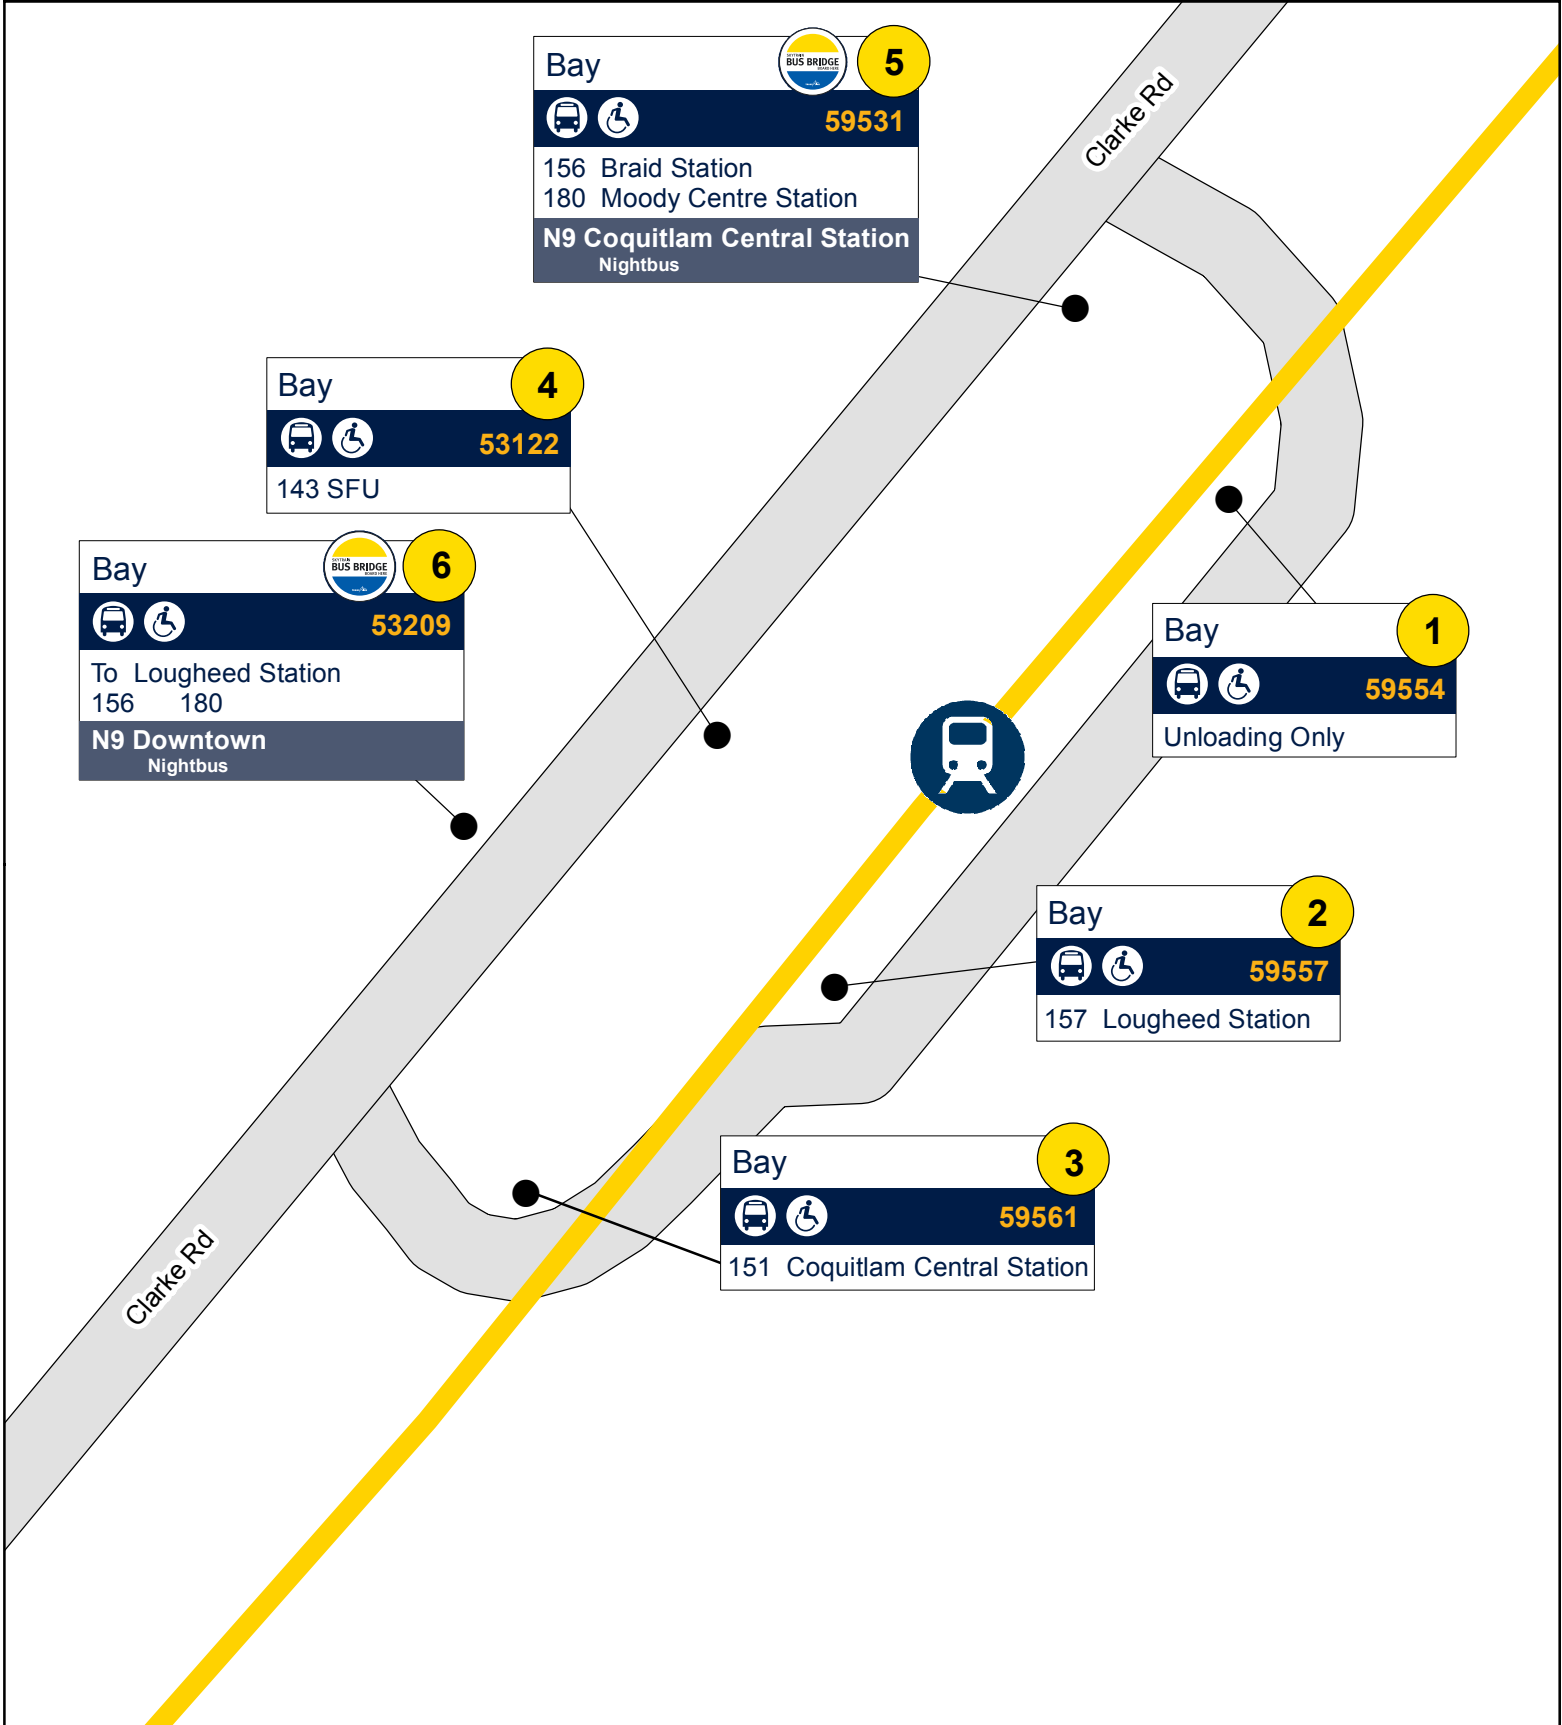 Bay
BUS BRIDGE
5
59531
156 Braid Station
180 Moody Centre Station
N9 Coquitlam Central Station
Nightbus
Clarke Rd
Bay
4
53122
143 SFU
Bay
BUS BRIDGE
6
53209
To Lougheed Station
156 180
N9 Downtown
Nightbus
Bay
1
59554
Unloading Only
Bay
2
59557
157 Lougheed Station
Bay
3
59561
151 Coquitlam Central Station
Clarke Rd